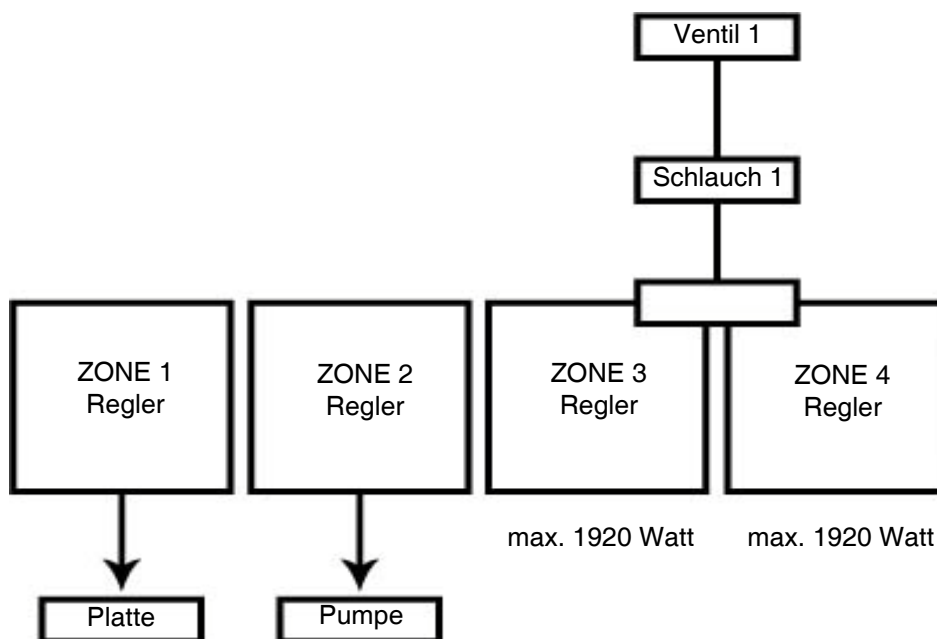 Ventil 1
Schlauch 1
ZONE 1
Regler
ZONE 2
Regler
ZONE 3
Regler
ZONE 4
Regler
max. 1920 Watt
max. 1920 Watt
Platte
Pumpe